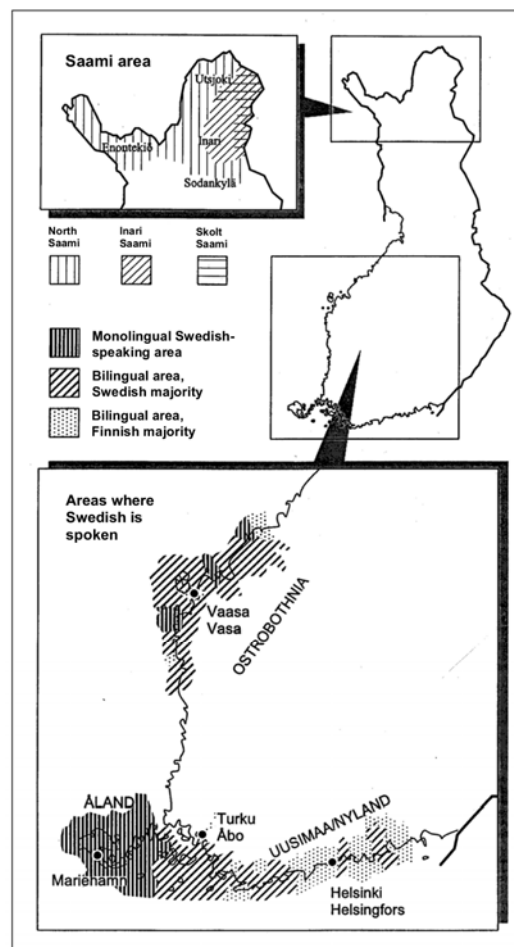 Saami area
Utsjoki
Enontekiö
Inari
Sodankylä
North
Saami
Inari
Saami
Skolt
Saami
Monolingual Swedish-
speaking area
Bilingual area,
Swedish majority
Bilingual area,
Finnish majority
Areas where
Swedish is
spoken
Vaasa
Vasa
OSTROBOTHNIA
ÅLAND
Turku
Åbo
UUSIMAA/NYLAND
Mariehamn
Helsinki
Helsingfors